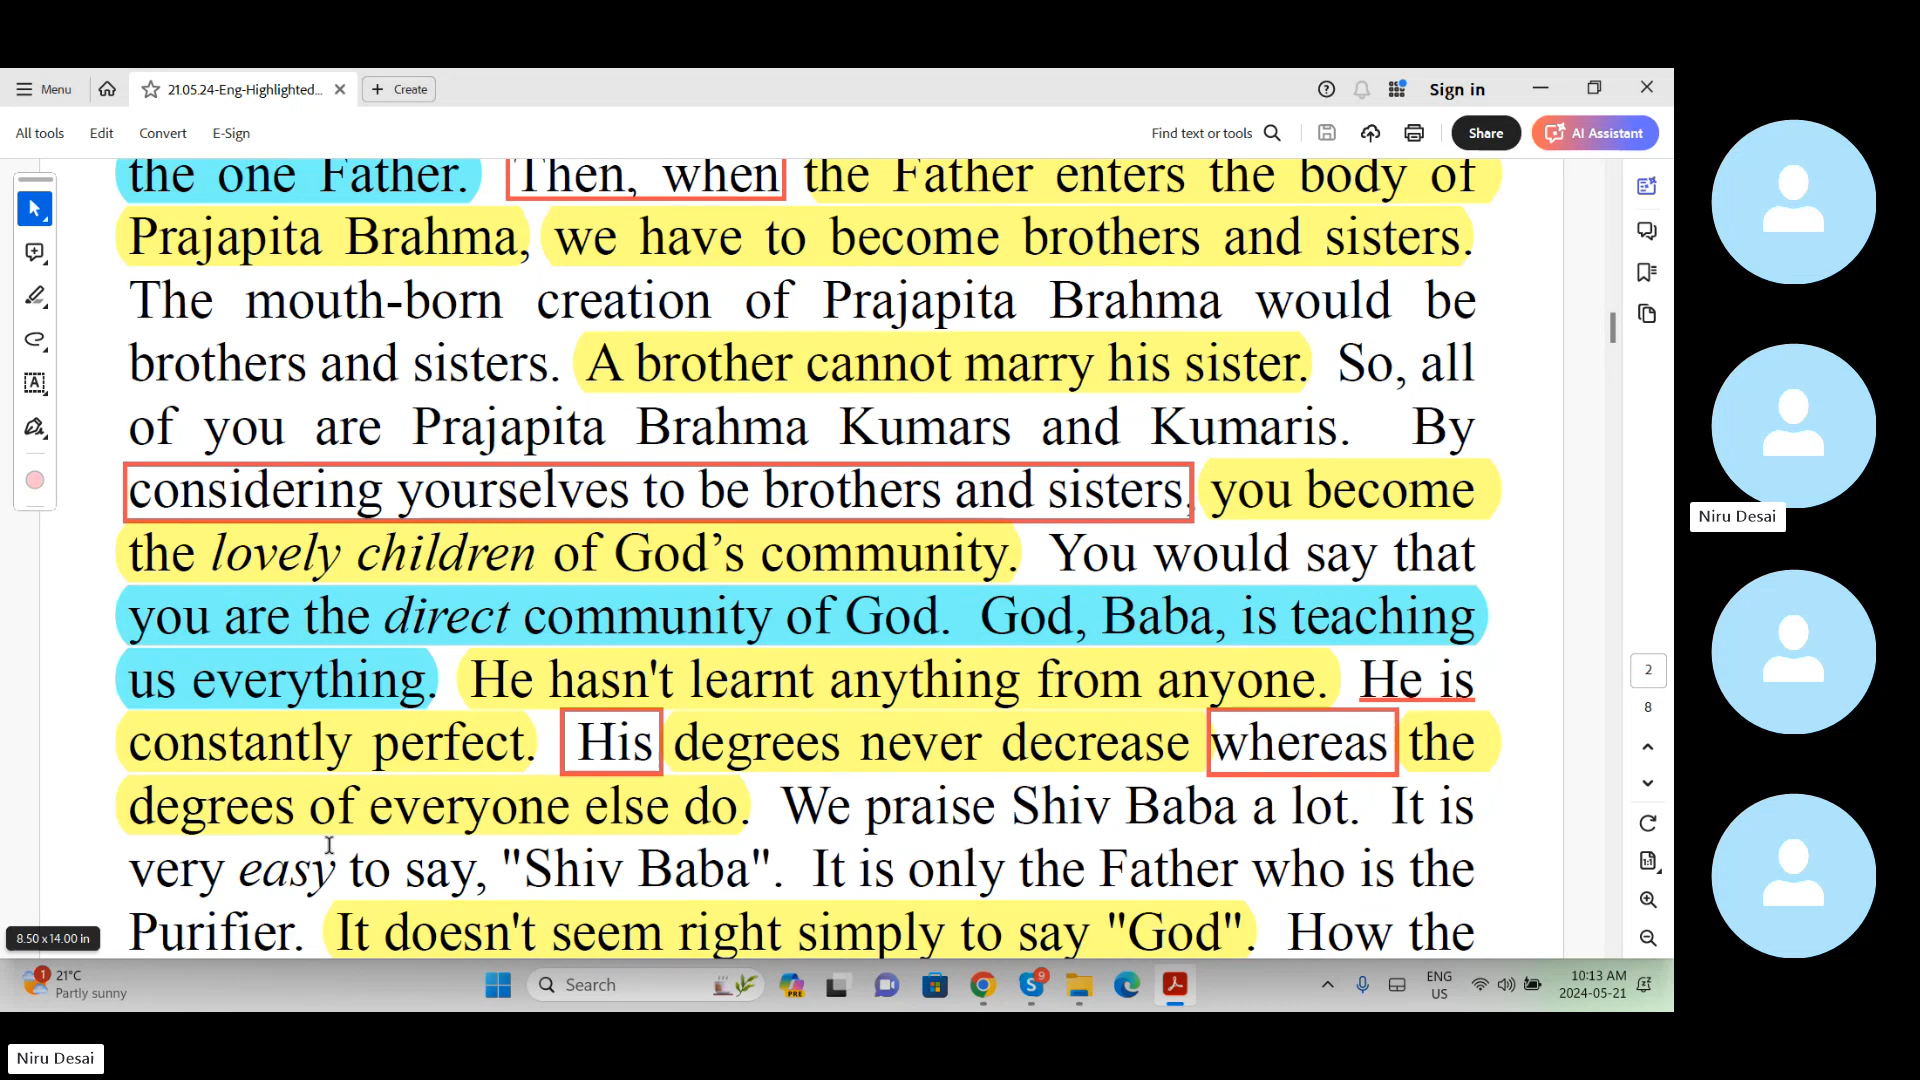 Menu
21.05.24-Eng-Highlighted...
Create
Sign in
All tools
Edit
Convert
E-Sign
Find text or tools
Share
AI Assistant
the one Father. Then, when the Father enters the body of
Prajapita Brahma, we have to become brothers and sisters.
The mouth-born creation of Prajapita Brahma would be
brothers and sisters. A brother cannot marry his sister. So, all
of you are Prajapita Brahma Kumars and Kumaris. By
considering yourselves to be brothers and sisters, you become
the lovely children of God’s community. You would say that
you are the direct community of God. God, Baba, is teaching
us everything. He hasn't learnt anything from anyone. He is
constantly perfect. His degrees never decrease whereas the
degrees of everyone else do. We praise Shiv Baba a lot. It is
very easy to say, "Shiv Baba". It is only the Father who is the
Purifier. It doesn't seem right simply to say "God". How the
2
8
8.50 x 14.00 in
1
21°C
Partly sunny
Search
PRE
9
ENG
US
10:13 AM
2024-05-21
Niru Desai
Niru Desai